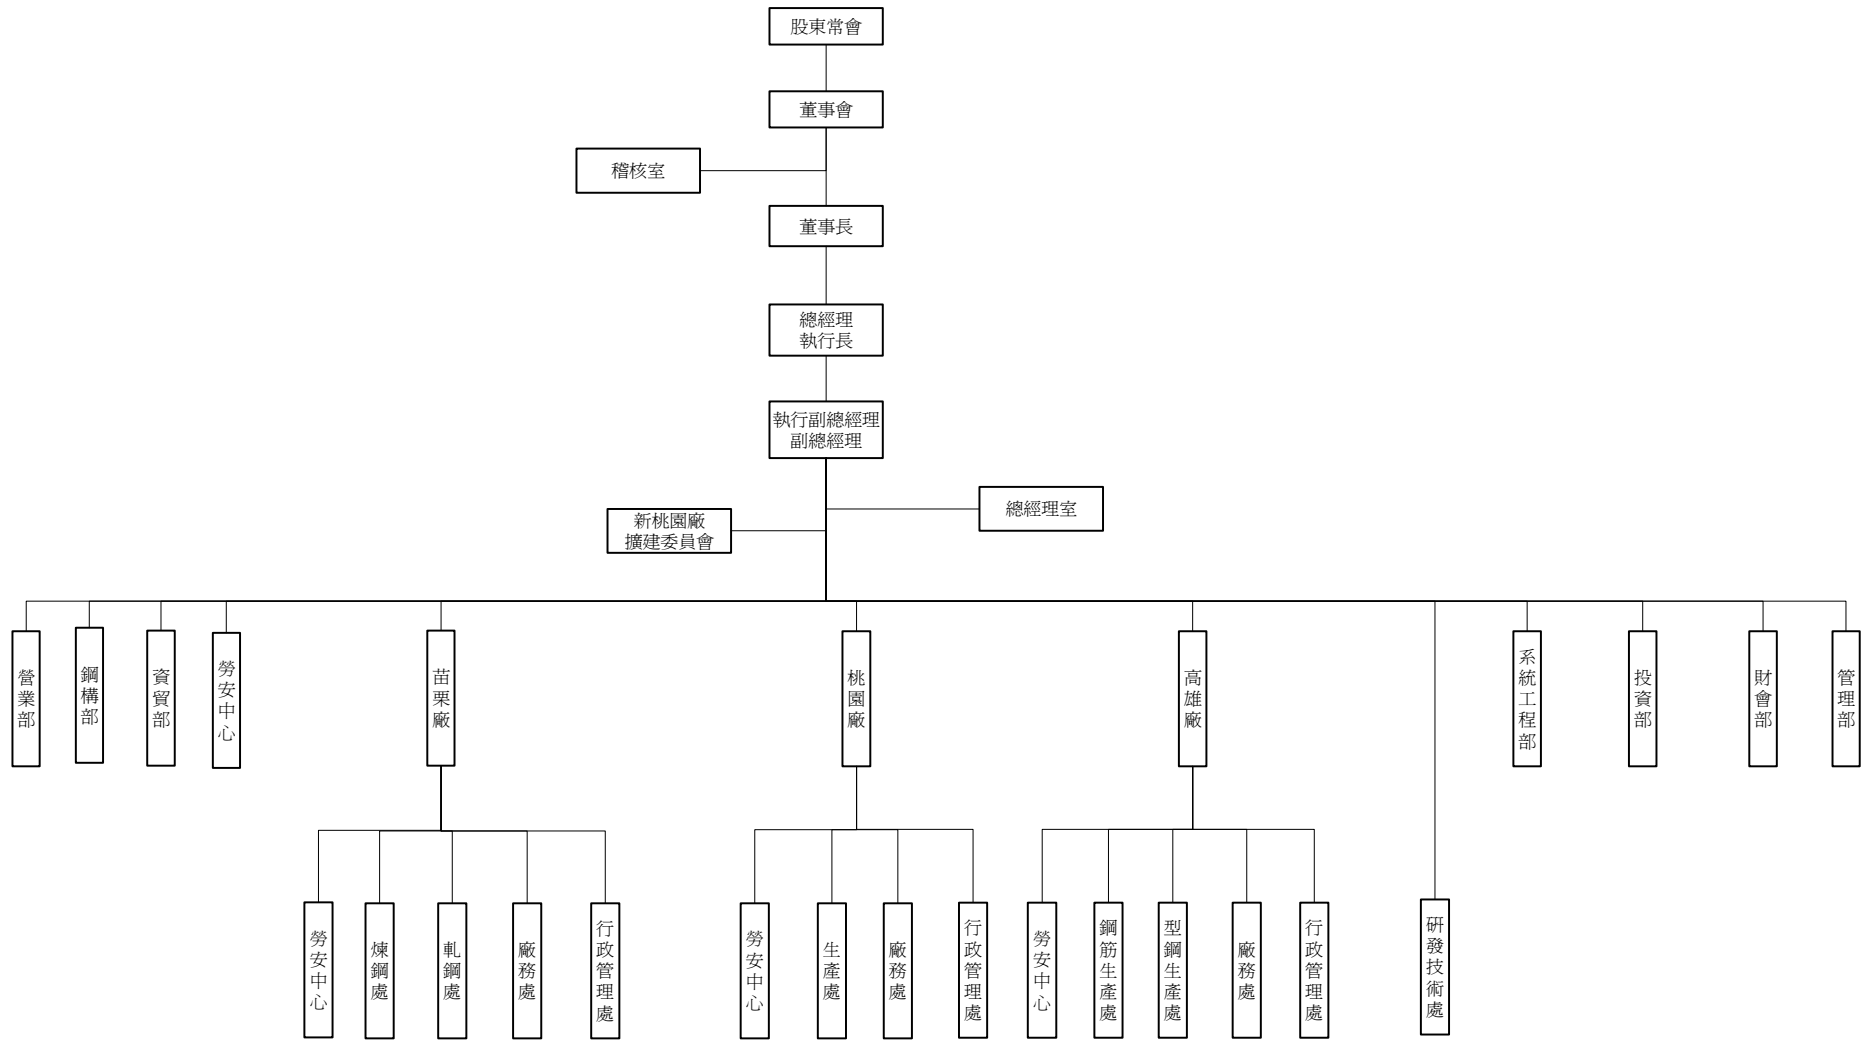 股東常會
董事會
稽核室
董事長
總經理
執行長
執行副總經理
副總經理
總經理室
新桃園廠
擴建委員會
營業部
鋼構部
資貿部
勞安中心
苗栗廠
桃園廠
高雄廠
系統工程部
投資部
財會部
管理部
勞安中心
煉鋼處
軋鋼處
廠務處
行政管理處
勞安中心
生產處
廠務處
行政管理處
勞安中心
鋼筋生產處
型鋼生產處
廠務處
行政管理處
研發技術處